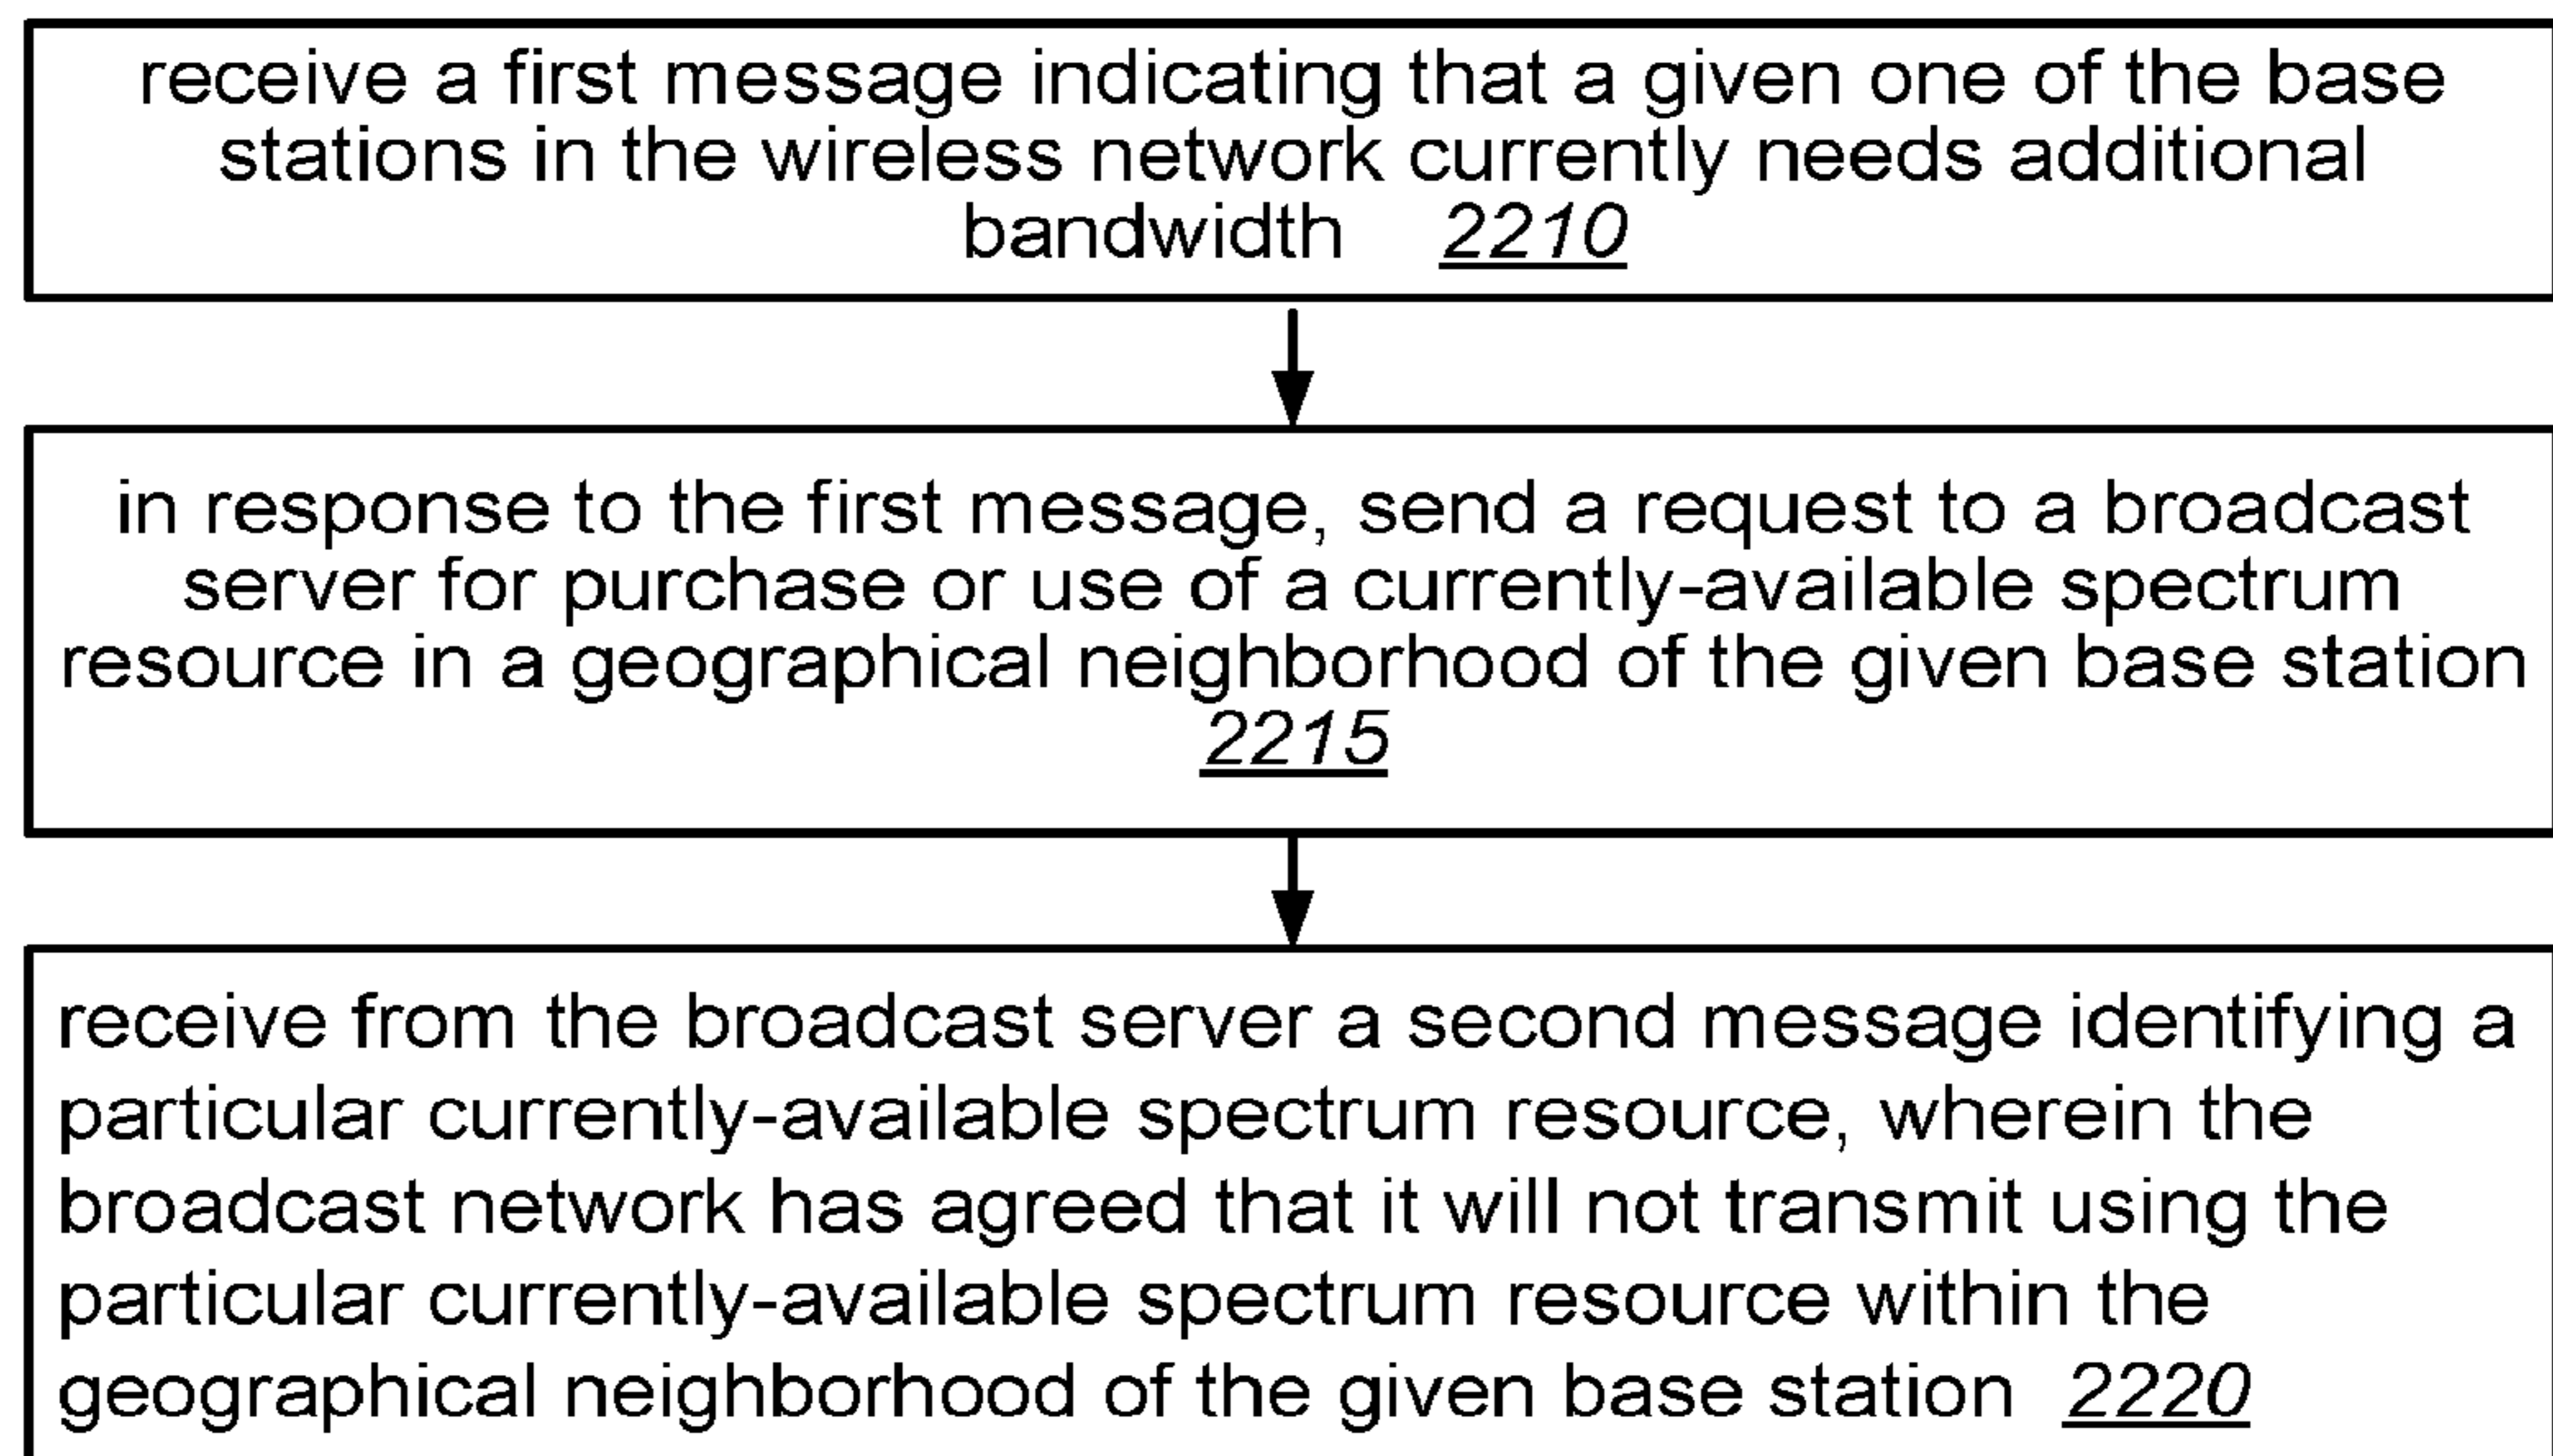 receive a first message indicating that a given one of the base
stations in the wireless network currently needs additional
bandwidth 2210
in response to the first message, send a request to a broadcast
server for purchase or use of a currently-available spectrum
resource in a geographical neighborhood of the given base station
2215
receive from the broadcast server a second message identifying a
particular currently-available spectrum resource, wherein the
broadcast network has agreed that it will not transmit using the
particular currently-available spectrum resource within the
geographical neighborhood of the given base station 2220